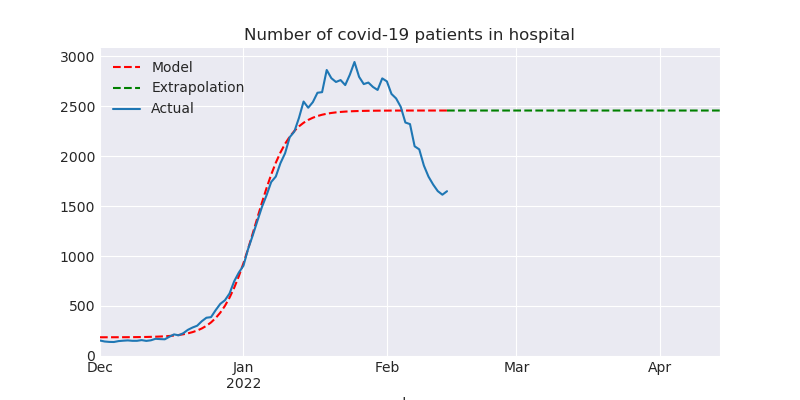 Number of covid-19 patients in hospital
3000
2500
2000
1500
1000
500
0
Model
Extrapolation
Actual
Dec
Jan
Feb
Mar
Apr
2022